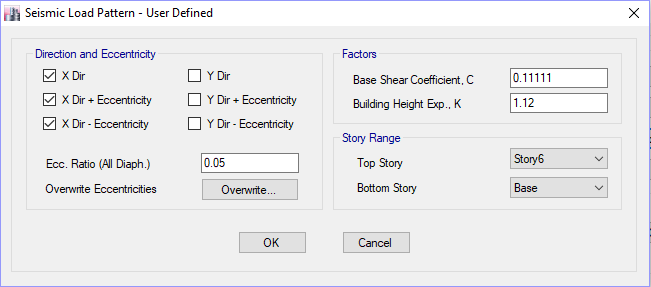 Seismic Load Pattern - User Defined
Direction and Eccentricity
X Dir
Y Dir
X Dir + Eccentricity
Y Dir + Eccentricity
X Dir - Eccentricity
Y Dir - Eccentricity
Ecc. Ratio (All Diaph.)
0.05
Overwrite Eccentricities
Overwrite...
Factors
Base Shear Coefficient, C
0.11111
Building Height Exp., K
1.12
Story Range
Top Story
Story6
Bottom Story
Base
OK
Cancel